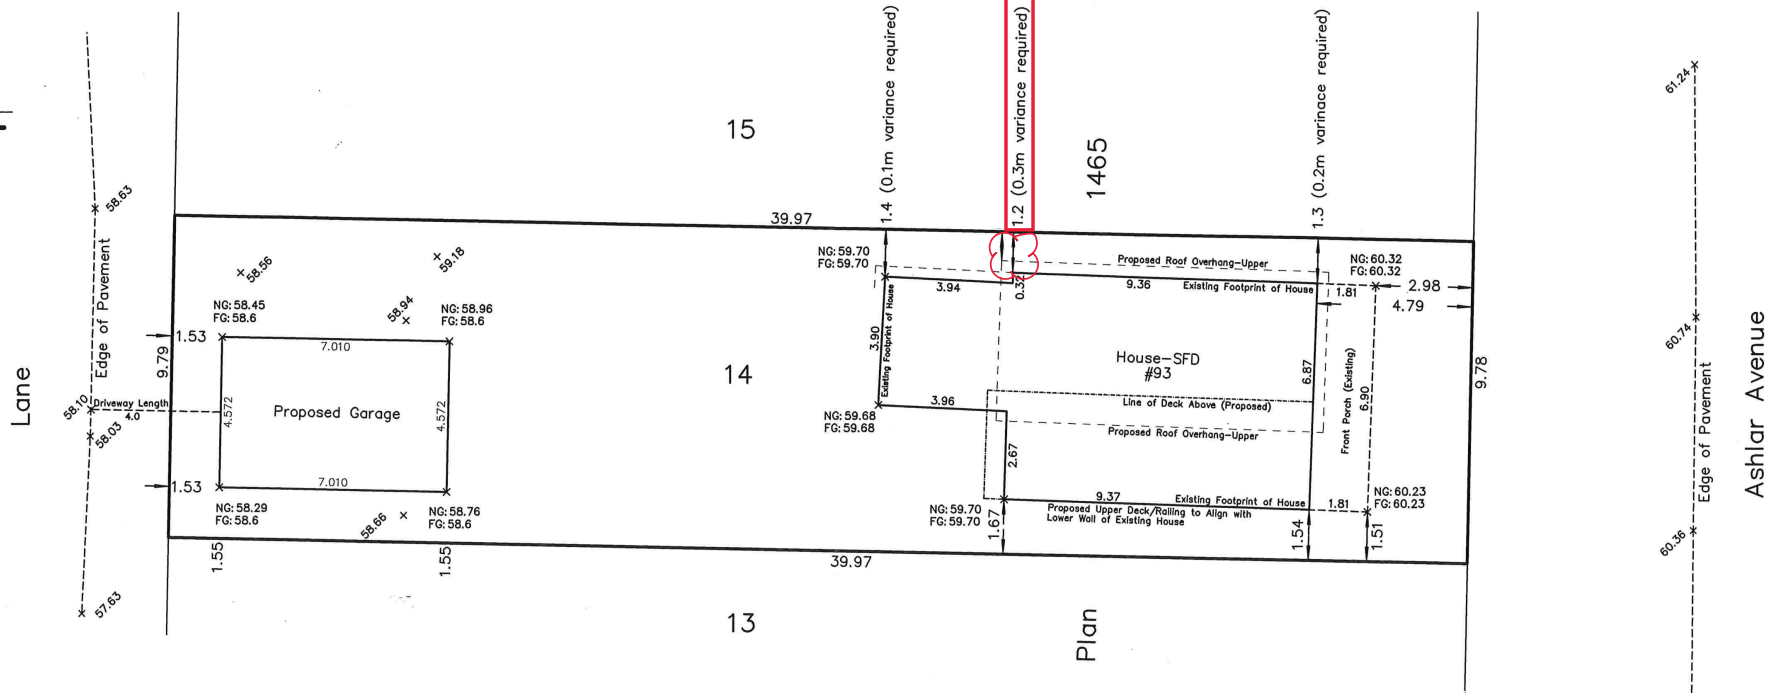 1.4 (0.1m variance required)
1.2 (0.3m variance required)
1.3 (0.2m varinace required)
61.24
15
1465
58.63
39.97
Edge of Pavement
58.56
59.18
NG: 59.70
FG: 59.70
Proposed Roof Overhang-Upper
NG: 60.32
FG: 60.32
3.94
0.32
9.36
Existing Footprint of House
1.81
2.98
4.79
NG: 58.45
FG: 58.6
58.94
NG: 58.96
FG: 58.6
1.53
7.010
3.90
Existing Footprint of House
60.74
9.79
House-SFD
#93
6.87
Front Porch (Existing)
6.90
9.78
Lane
14
58.10
Driveway Length
4.0
58.03
4.572
Proposed Garage
4.572
3.96
Line of Deck Above (Proposed)
NG: 59.68
FG: 59.68
Proposed Roof Overhang-Upper
Edge of Pavement
Ashlar Avenue
2.67
1.53
7.010
9.37
Existing Footprint of House
1.81
NG: 60.23
FG: 60.23
NG: 58.29
FG: 58.6
58.66
NG: 58.76
FG: 58.6
NG: 59.70
FG: 59.70
1.67
Proposed Upper Deck/Railing to Align with
Lower Wall of Existing House
1.54
1.51
60.36
1.55
1.55
39.97
57.63
13
Plan